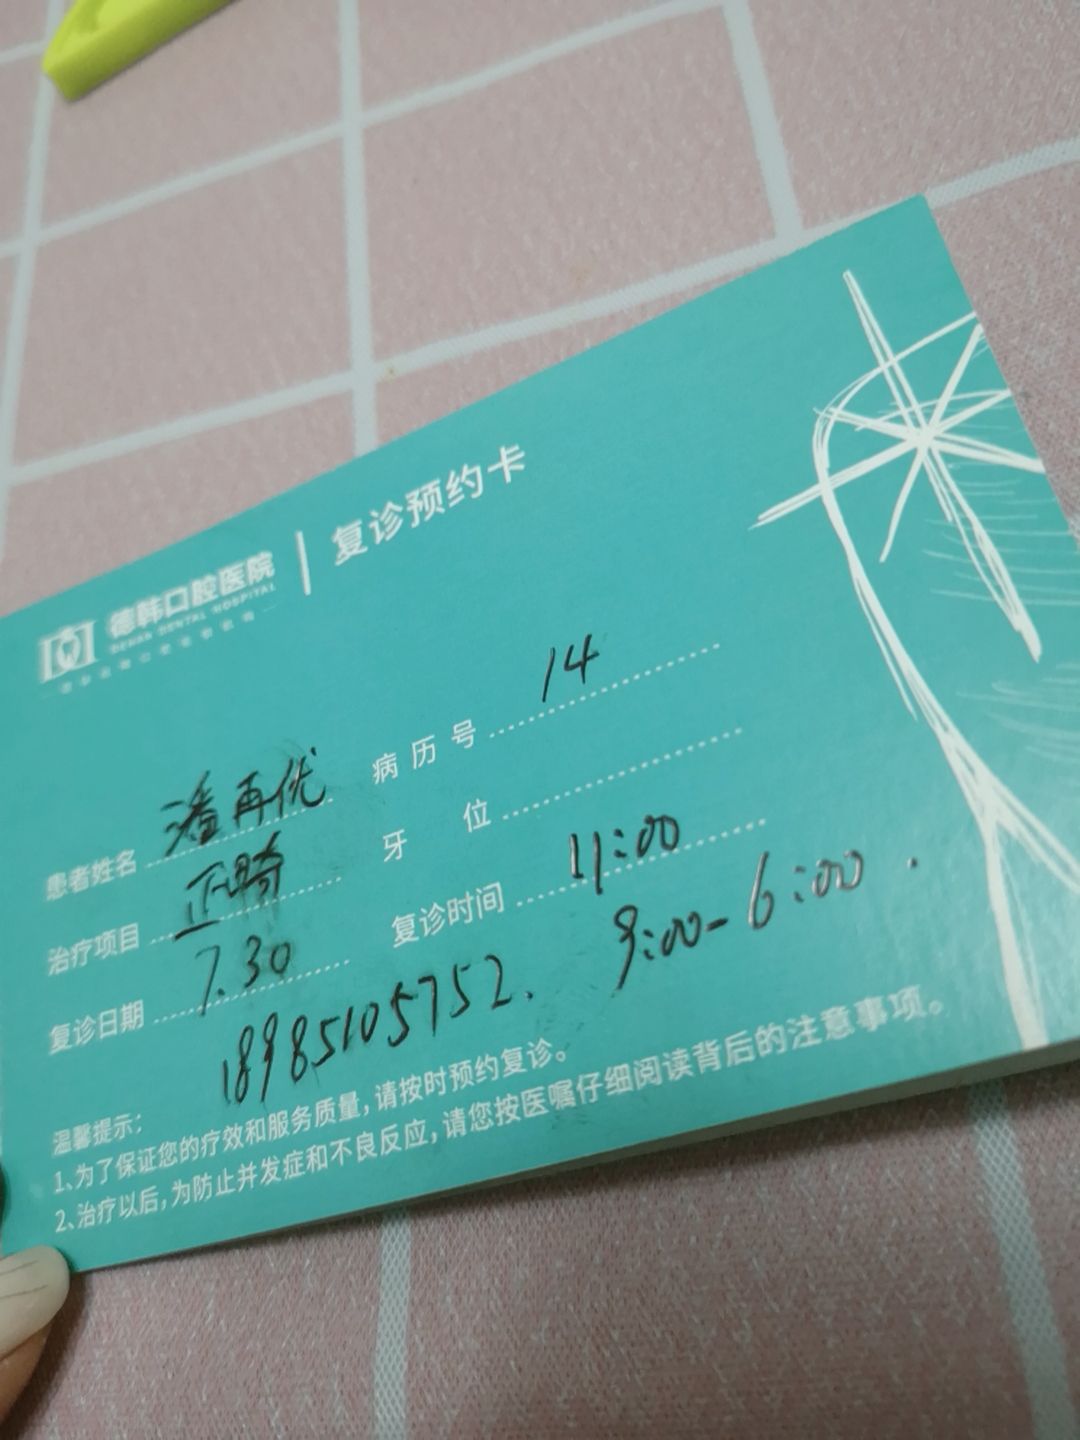 德韩口腔医院 复诊预约卡
DEHAN DENTAL HOSPITAL
患者姓名 潘再优 病历号 14
治疗项目 正畸 牙位
复诊日期 7.30 复诊时间 11:00
18985105752. 9:00-6:00.
温馨提示:
1、为了保证您的疗效和服务质量,请按时预约复诊。
2、治疗以后,为防止并发症和不良反应,请您按医嘱仔细阅读背后的注意事项。